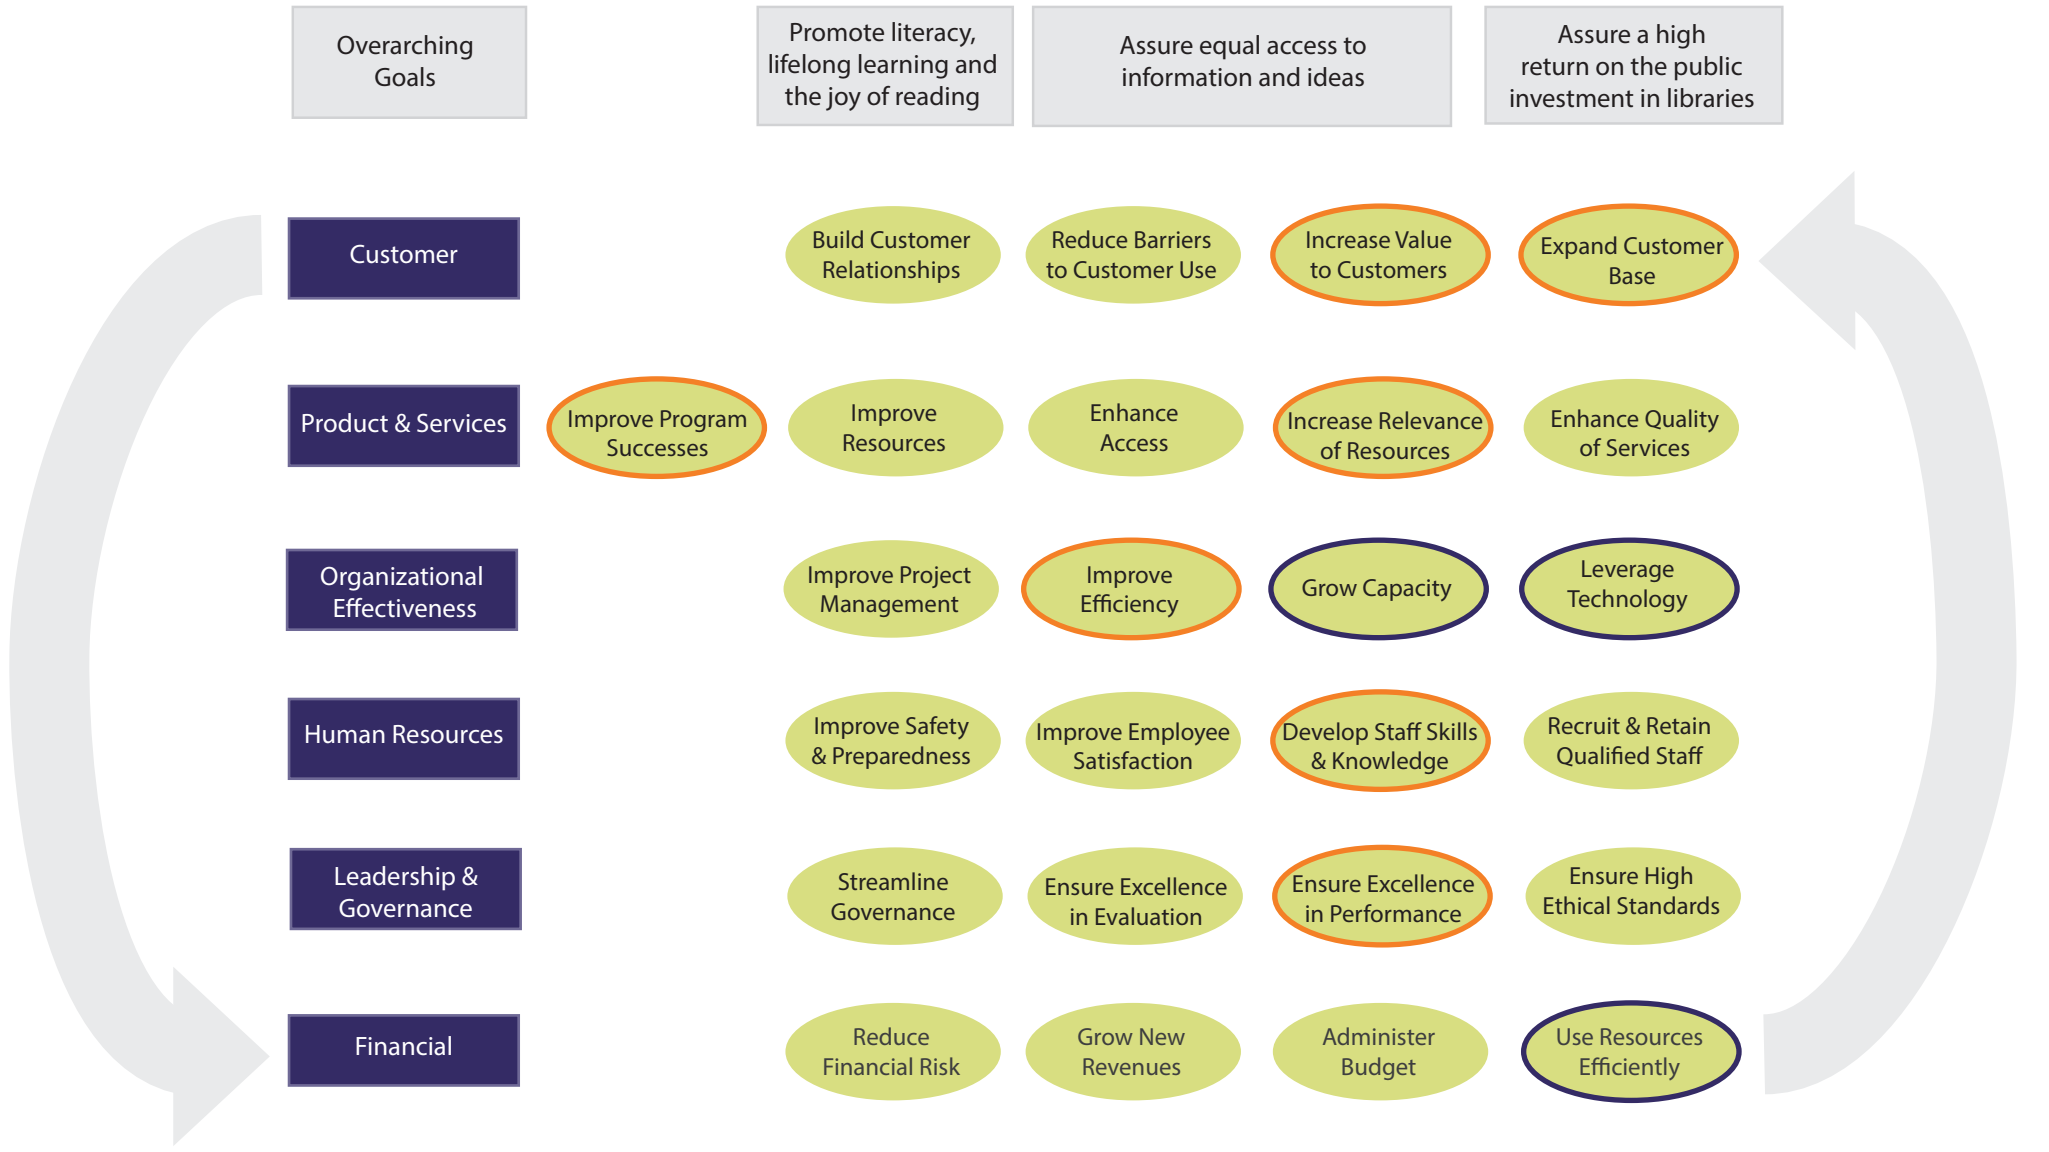 Overarching
Goals
Promote literacy,
lifelong learning and
the joy of reading
Assure equal access to
information and ideas
Assure a high
return on the public
investment in libraries
Customer
Build Customer
Relationships
Reduce Barriers
to Customer Use
Increase Value
to Customers
Expand Customer
Base
Product & Services
Improve Program
Successes
Improve
Resources
Enhance
Access
Increase Relevance
of Resources
Enhance Quality
of Services
Organizational
Effectiveness
Improve Project
Management
Improve
Efficiency
Grow Capacity
Leverage
Technology
Human Resources
Improve Safety
& Preparedness
Improve Employee
Satisfaction
Develop Staff Skills
& Knowledge
Recruit & Retain
Qualified Staff
Leadership &
Governance
Streamline
Governance
Ensure Excellence
in Evaluation
Ensure Excellence
in Performance
Ensure High
Ethical Standards
Financial
Reduce
Financial Risk
Grow New
Revenues
Administer
Budget
Use Resources
Efficiently